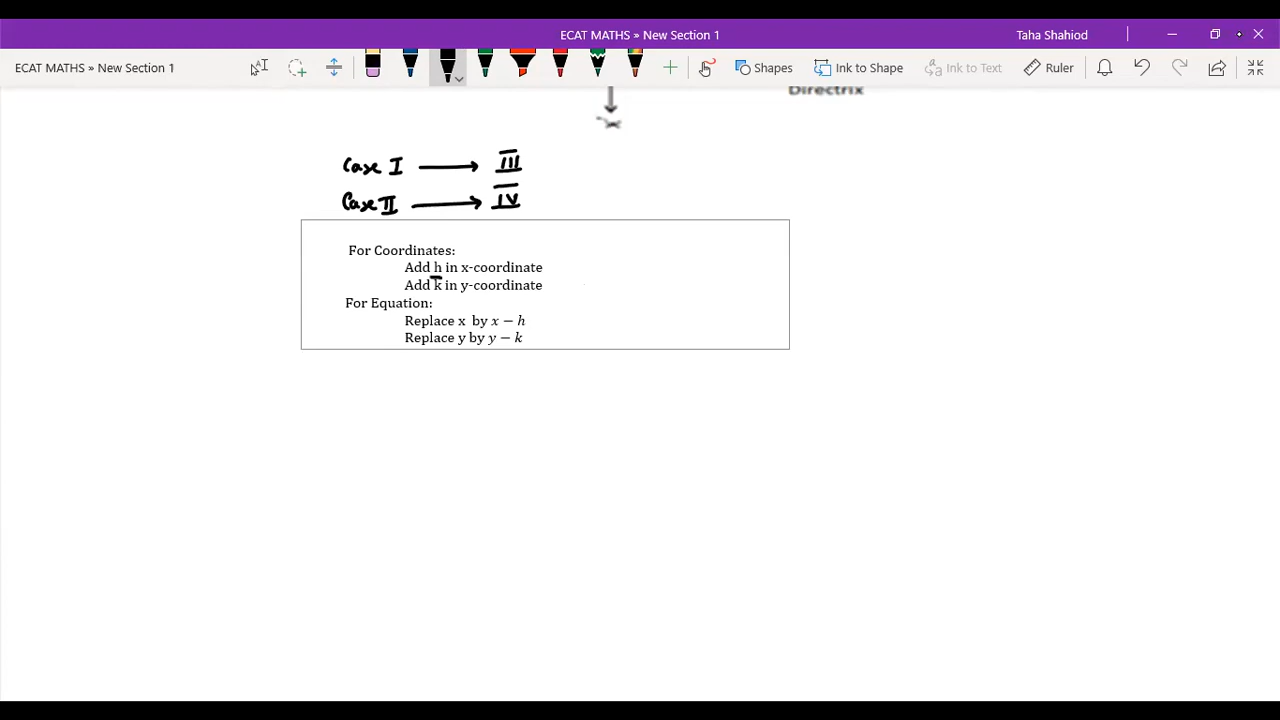 ECAT MATHS » New Section 1
Taha Shahiod
ECAT MATHS » New Section 1
Shapes
Ink to Shape
Ink to Text
Ruler
Directrix
Case I → III
Case II → IV
For Coordinates:
Add h in x-coordinate
Add k in y-coordinate
For Equation:
Replace x by x − h
Replace y by y − k